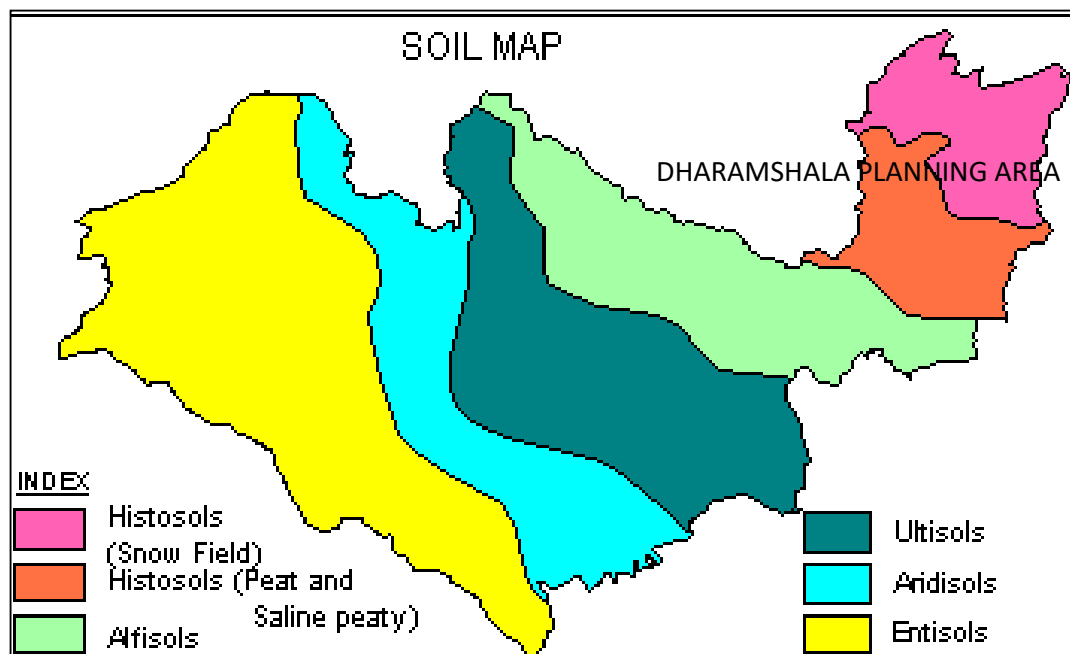 SOIL MAP
DHARAMSHALA PLANNING AREA
INDEX
Histosols
(Snow Field)
Histosols (Peat and
Saline peaty)
Alfisols
Ultisols
Aridisols
Entisols